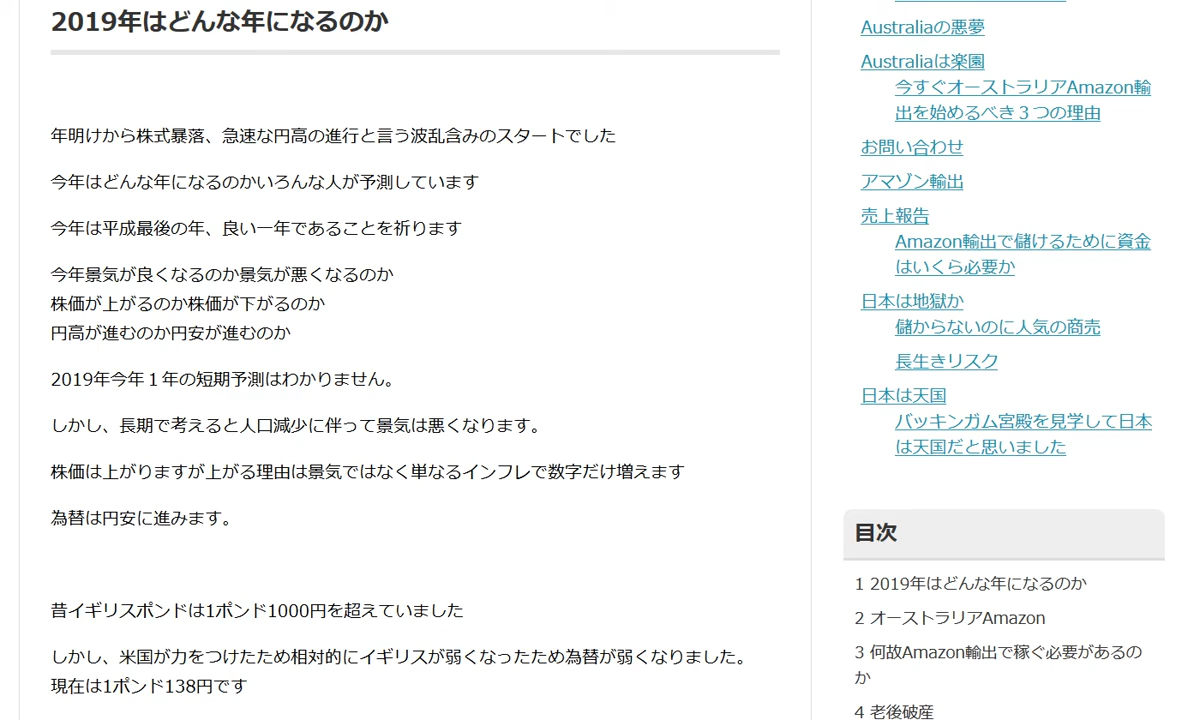 2019年はどんな年になるのか
年明けから株式暴落、急速な円高の進行と言う波乱含みのスタートでした
今年はどんな年になるのかいろんな人が予測しています
今年は平成最後の年、良い一年であることを祈ります
今年景気が良くなるのか景気が悪くなるのか
株価が上がるのか株価が下がるのか
円高が進むのか円安が進むのか
2019年今年１年の短期予測はわかりません。
しかし、長期で考えると人口減少に伴って景気は悪くなります。
株価は上がりますが上がる理由は景気ではなく単なるインフレで数字だけ増えます
為替は円安に進みます。
昔イギリスポンドは1ポンド1000円を超えていました
しかし、米国が力をつけたため相対的にイギリスが弱くなったため為替が弱くなりました。
現在は1ポンド138円です
Australiaの悪夢
Australiaは楽園
今すぐオーストラリアAmazon輸
出を始めるべき３つの理由
お問い合わせ
アマゾン輸出
売上報告
Amazon輸出で儲けるために資金
はいくら必要か
日本は地獄か
儲からないのに人気の商売
長生きリスク
日本は天国
バッキンガム宮殿を見学して日本
は天国だと思いました
目次
1 2019年はどんな年になるのか
2 オーストラリアAmazon
3 何故Amazon輸出で稼ぐ必要があるの
か
4 老後破産